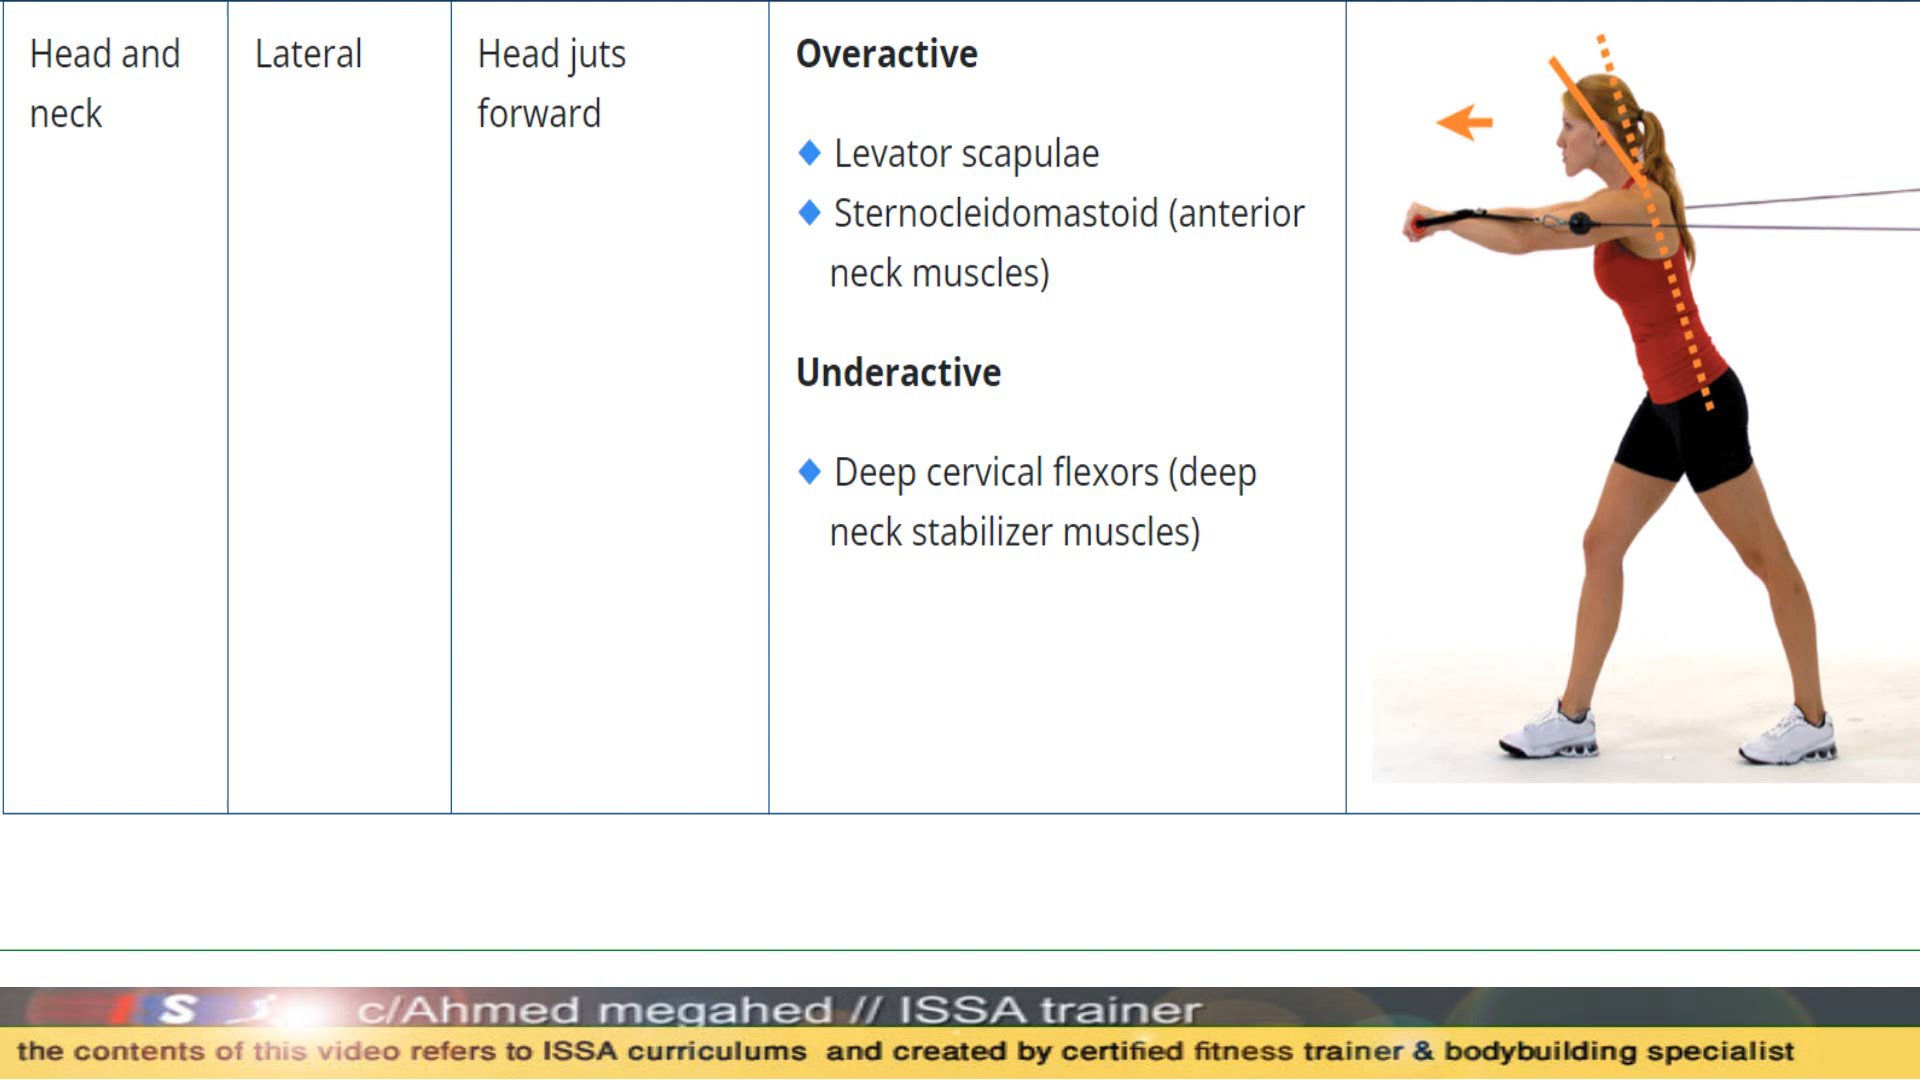 Head and
neck
Lateral
Head juts
forward
Overactive
Levator scapulae
Sternocleidomastoid (anterior
neck muscles)
Underactive
Deep cervical flexors (deep
neck stabilizer muscles)
S
c/Ahmed megahed // ISSA trainer
the contents of this video refers to ISSA curriculums and created by certified fitness trainer & bodybuilding specialist